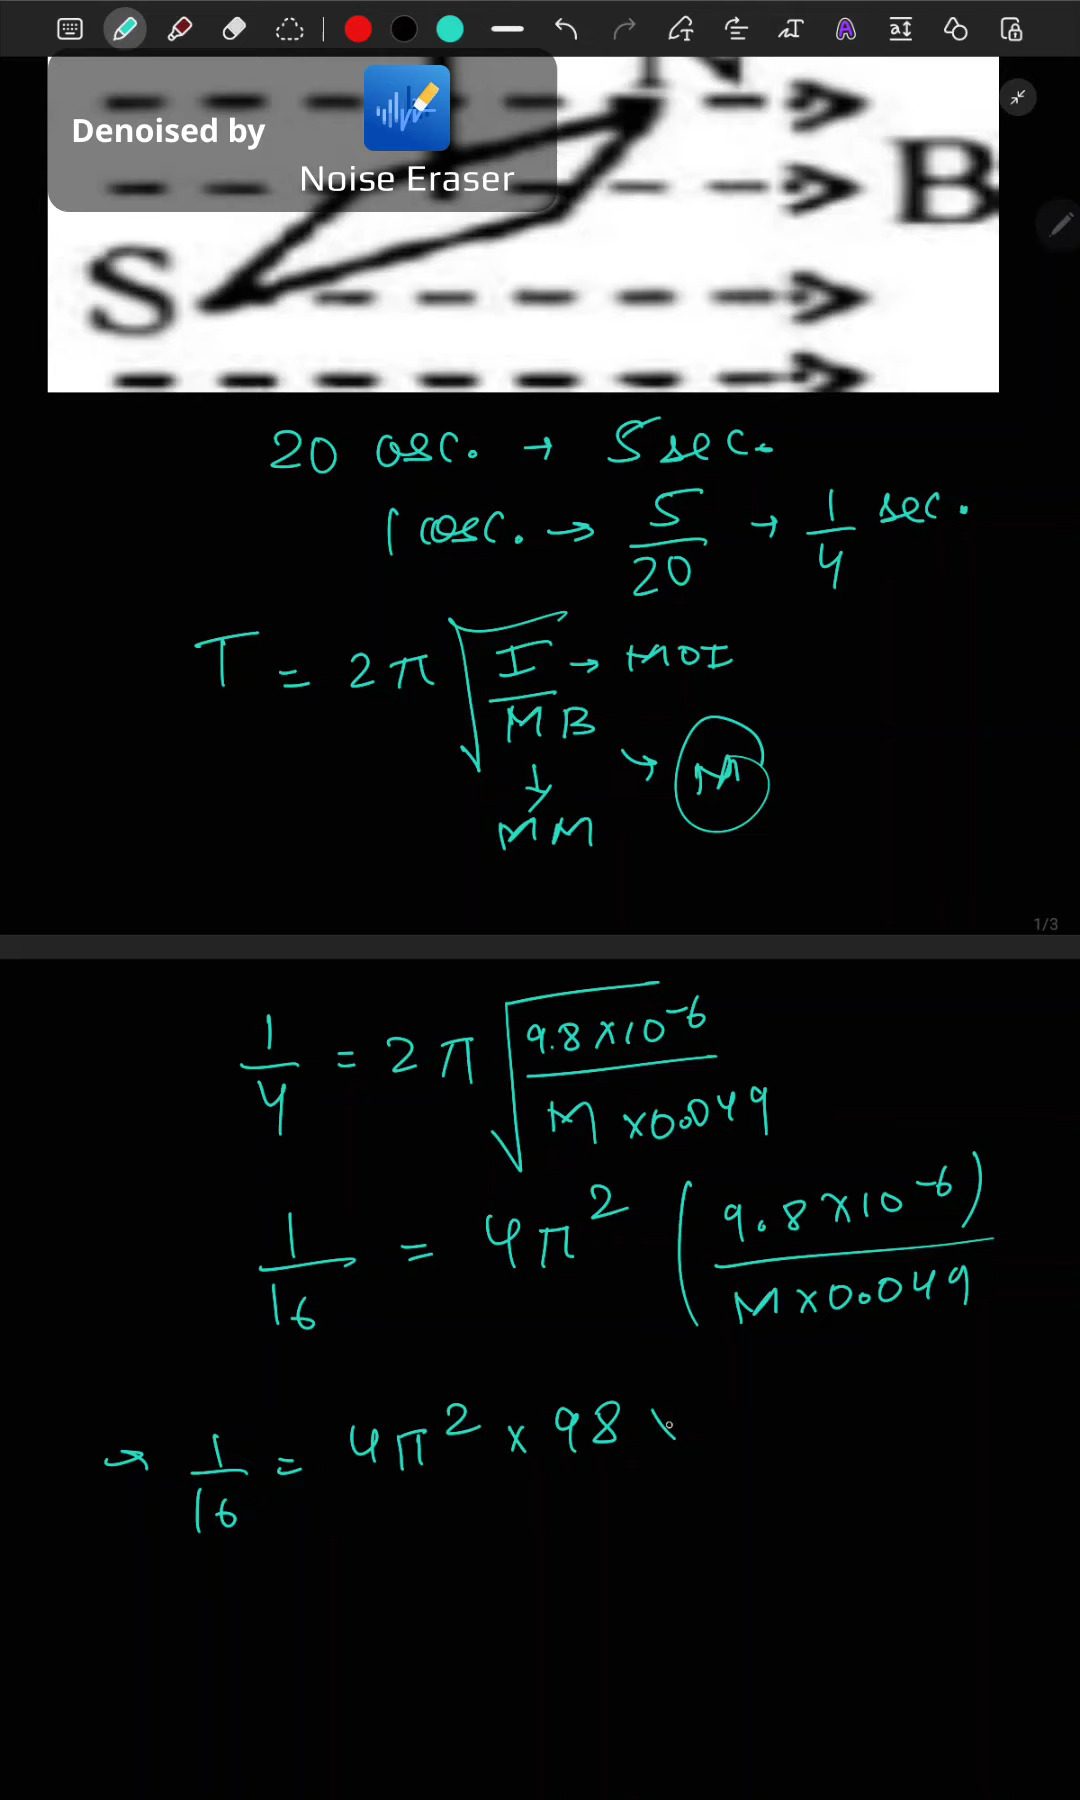 Denoised by
Noise Eraser
N
B
S
20 osc. → 5 sec.
1 osc. → 5/20 → 1/4 sec.
T = 2π √(I/MB) → MOI
↓ → M
MM
1/3
1/4 = 2π √(9.8×10⁻⁶/M×0.049)
1/16 = 4π² (9.8×10⁻⁶/M×0.049)
→ 1/16 = 4π² × 98